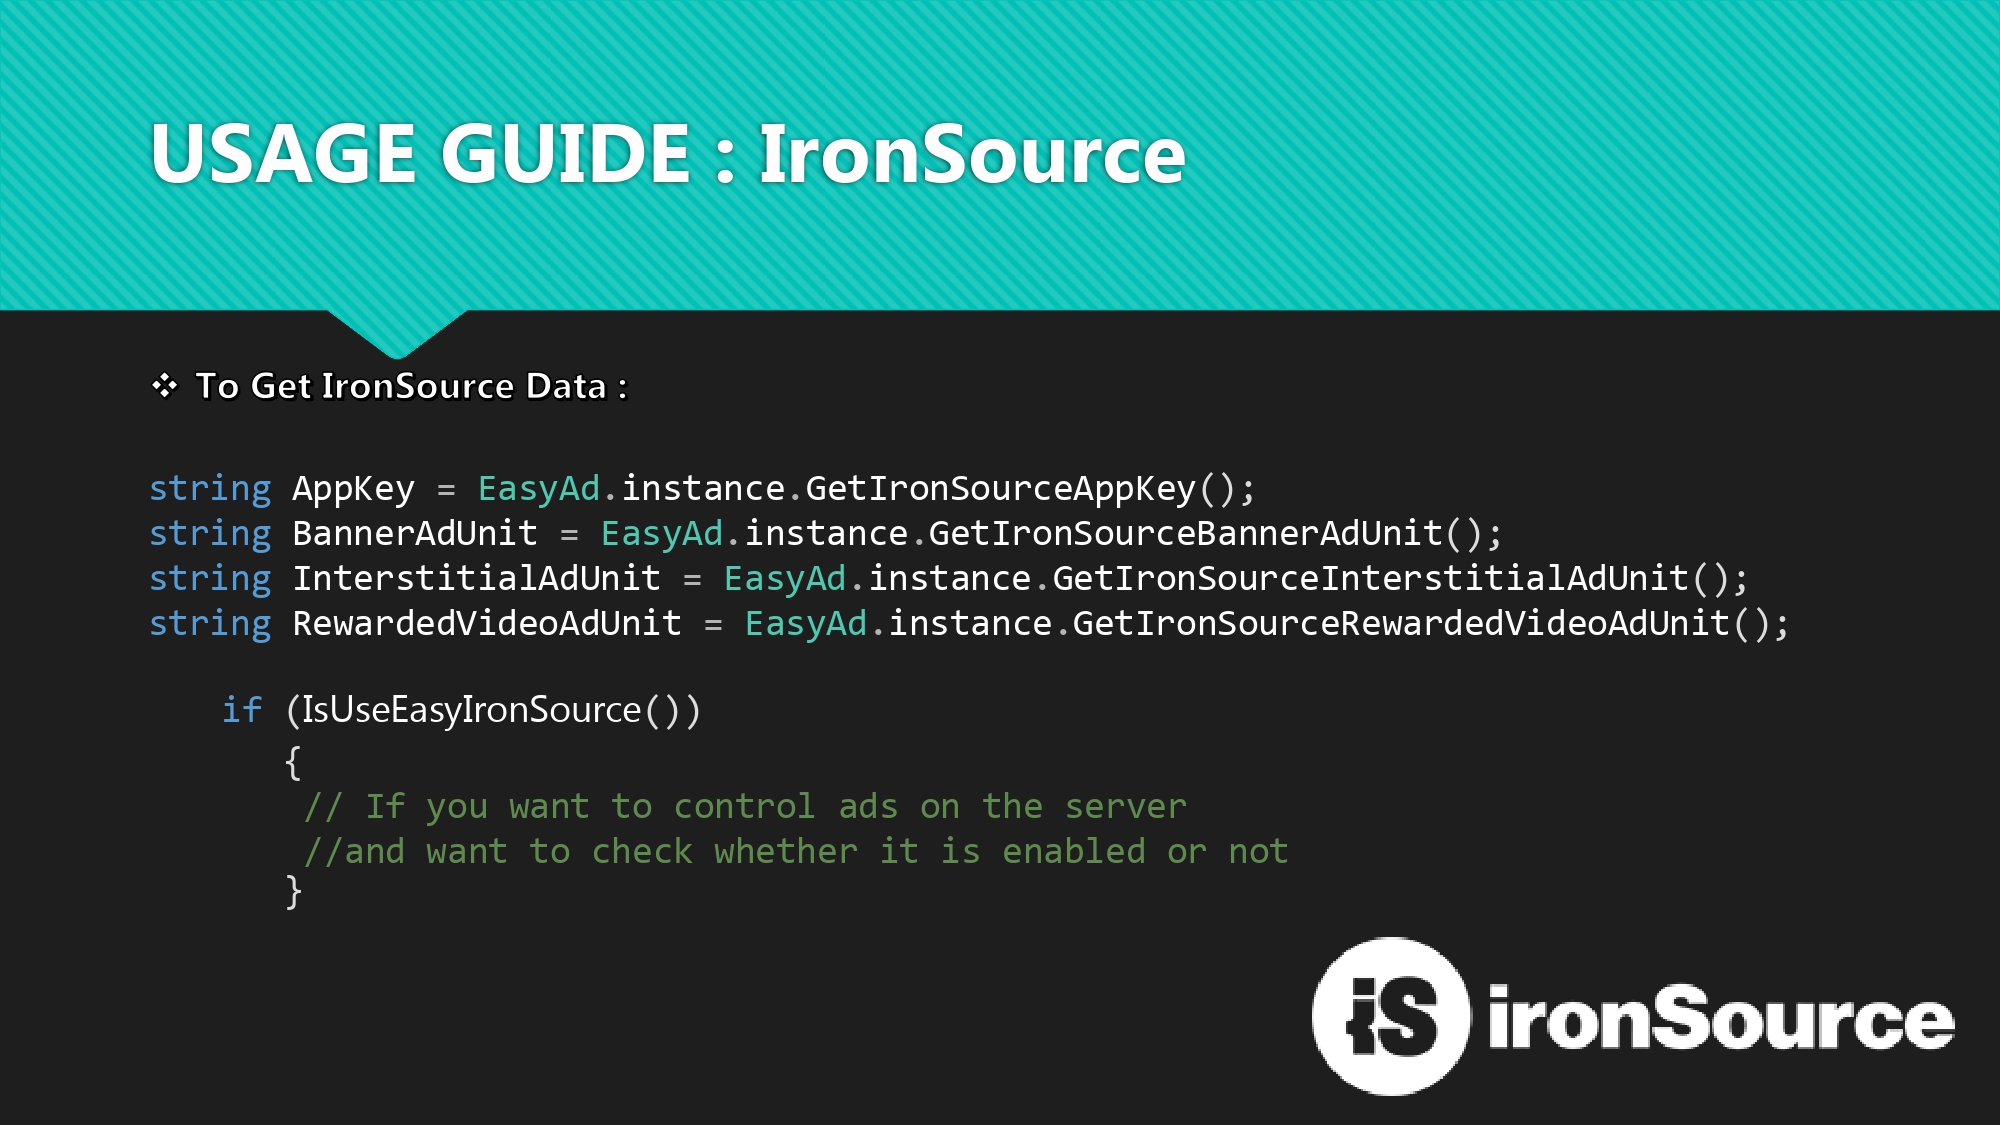 USAGE GUIDE : IronSource
❖ To Get IronSource Data :
string AppKey = EasyAd.instance.GetIronSourceAppKey();
string BannerAdUnit = EasyAd.instance.GetIronSourceBannerAdUnit();
string InterstitialAdUnit = EasyAd.instance.GetIronSourceInterstitialAdUnit();
string RewardedVideoAdUnit = EasyAd.instance.GetIronSourceRewardedVideoAdUnit();
if (IsUseEasyIronSource())
{
// If you want to control ads on the server
//and want to check whether it is enabled or not
}
iS ironSource